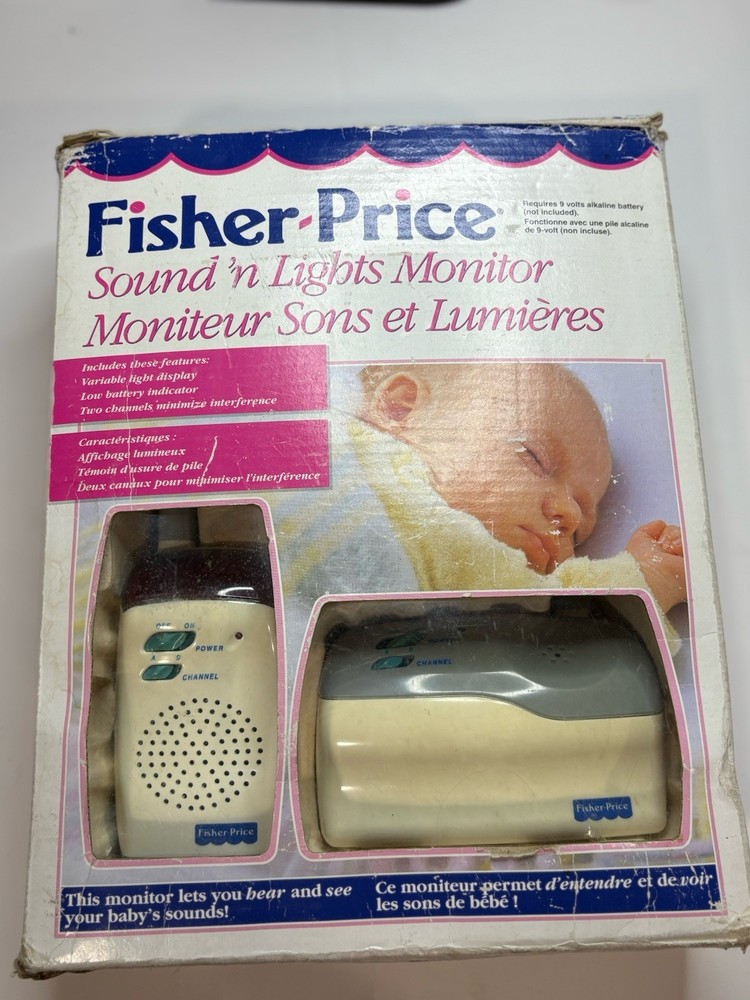 Fisher-Price®
Requires 9 volts alkaline battery
(not included).
Fonctionne avec une pile alcaline
de 9-volt (non incluse).
Sound 'n Lights Monitor
Moniteur Sons et Lumières
Includes these features:
Variable light display
Low battery indicator
Two channels minimize interference
Caractéristiques :
Affichage lumineux
Témoin d'usure de pile
Deux canaux pour minimiser l'interférence
OFF ON
POWER
A B
CHANNEL
Fisher-Price
CHANNEL
Fisher-Price
This monitor lets you hear and see
your baby's sounds!
Ce moniteur permet d'entendre et de voir
les sons de bébé !